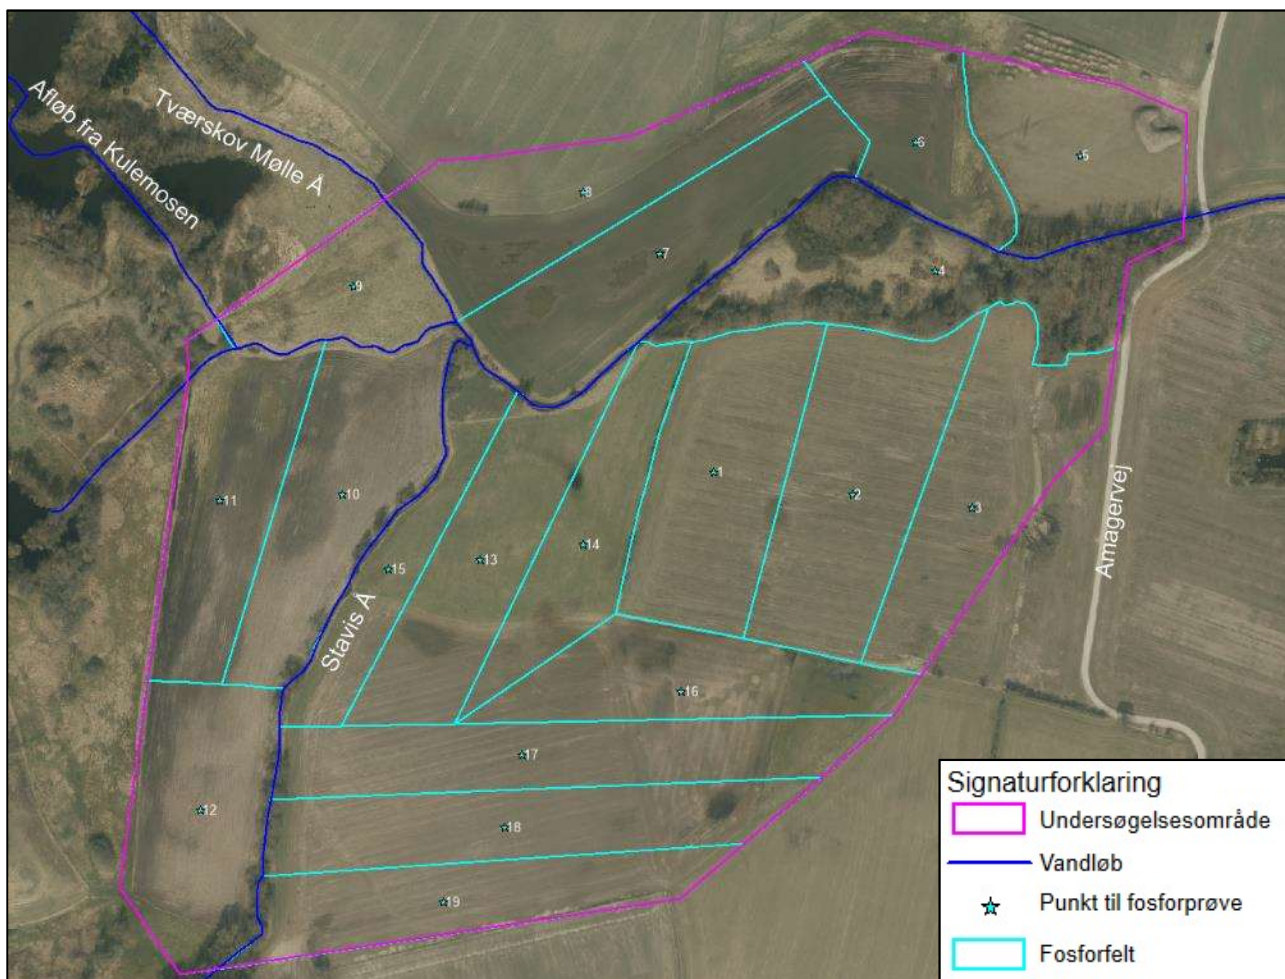 Afløb fra Kulemosen
Tværskov Mølle Å
6
5
8
7
4
9
1
2
3
11
10
14
13
15
Stavis Å
Amagervej
16
17
12
18
19
Signaturforklaring
Undersøgelsesområde
Vandløb
Punkt til fosforprøve
Fosforfelt